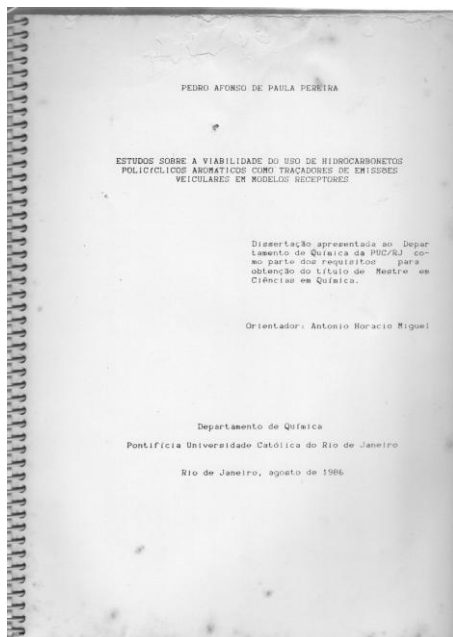 PEDRO AFONSO DE PAULA PEREIRA
ESTUDOS SOBRE A VIABILIDADE DO USO DE HIDROCARBONETOS
POLICÍCLICOS AROMATICOS COMO TRAÇADORES DE EMISSÕES
VEICULARES EM MODELOS RECEPTORES
Dissertação apresentada ao Depar
tamento de Química da PUC/RJ co-
mo parte dos requisitos para
obtenção do título de Mestre em
Ciências em Química.
Orientador: Antonio Horacio Miguel
Departamento de Química
Pontifícia Universidade Católica do Rio de Janeiro
Rio de Janeiro, agosto de 1986